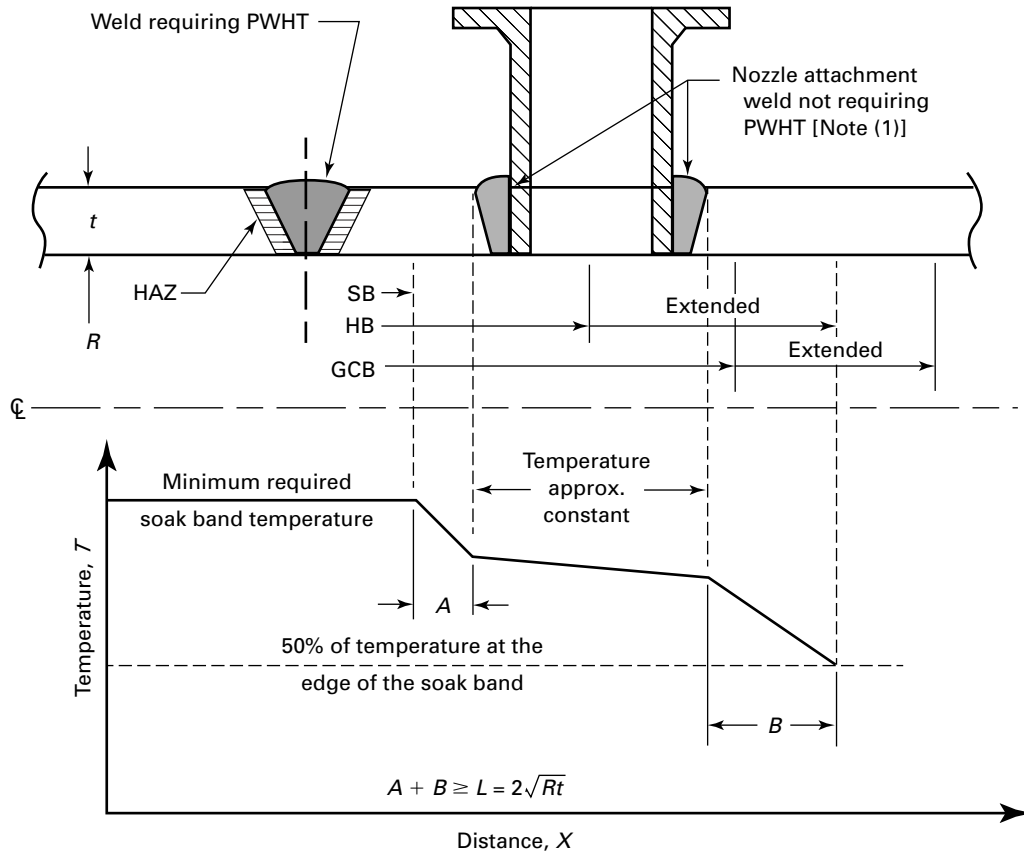 Weld requiring PWHT
Nozzle attachment
weld not requiring
PWHT [Note (1)]
t
HAZ
R
SB
HB
Extended
GCB
Extended
℄
Minimum required
soak band temperature
Temperature
approx.
constant
A
50% of temperature at the
edge of the soak band
B
Temperature, T
A + B ≥ L = 2√Rt
Distance, X